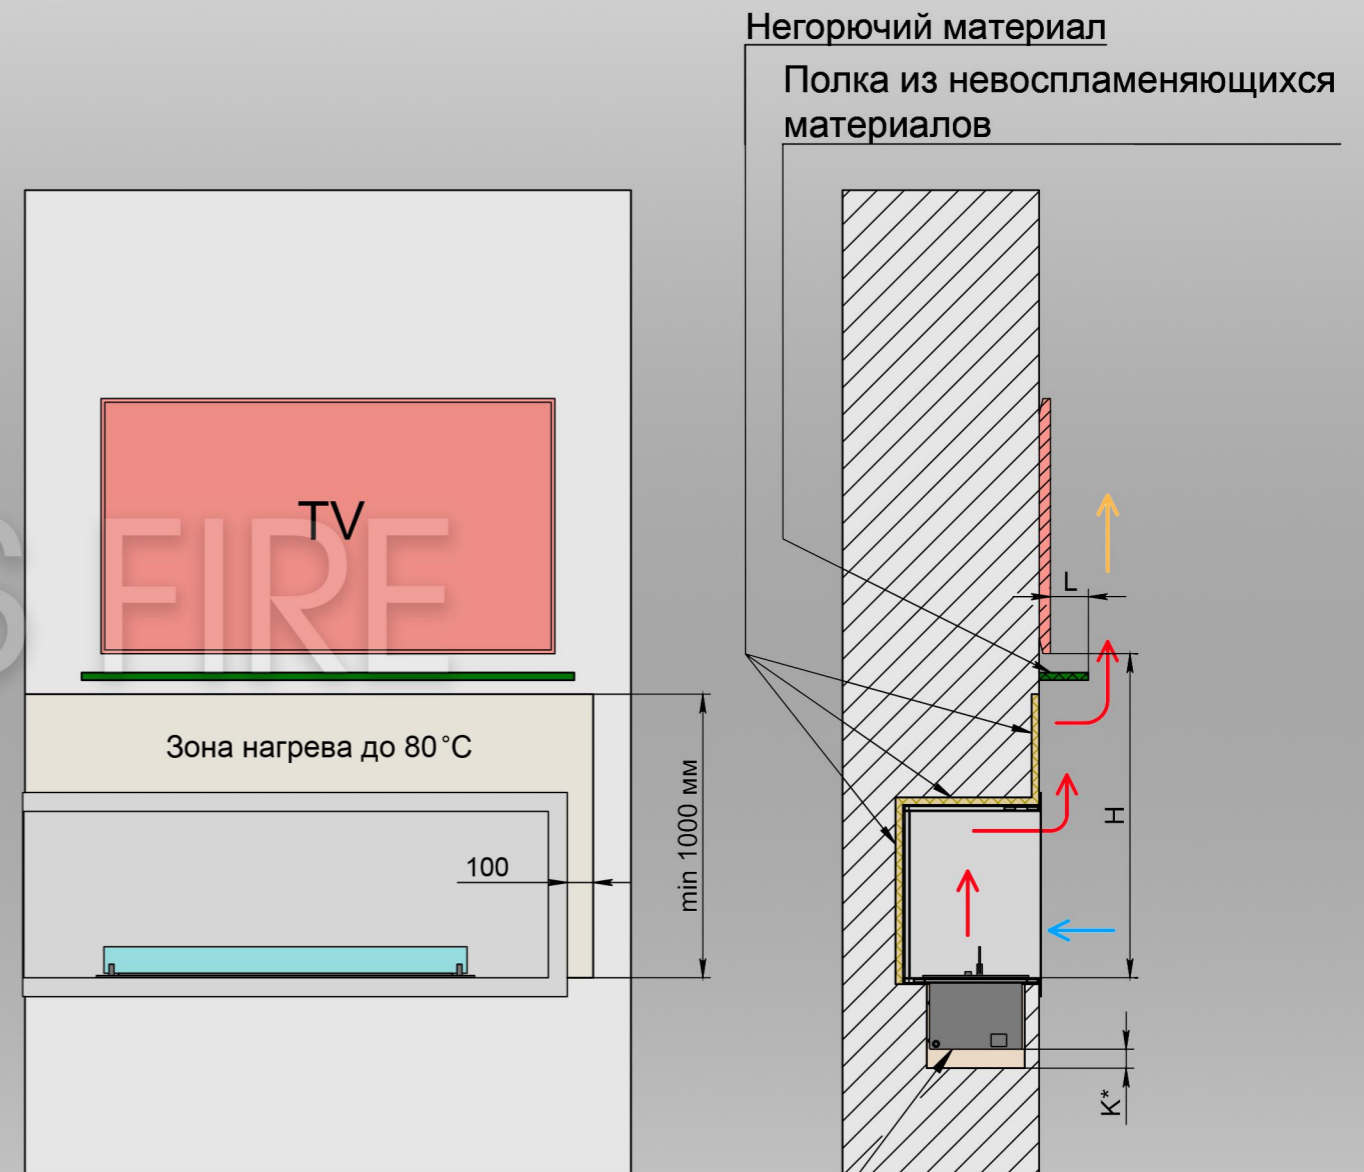 Негорючий материал
Полка из невоспламеняющихся
материалов
TV
S FIRE
L
Зона нагрева до 80°C
min 1000 мм
H
100
K*